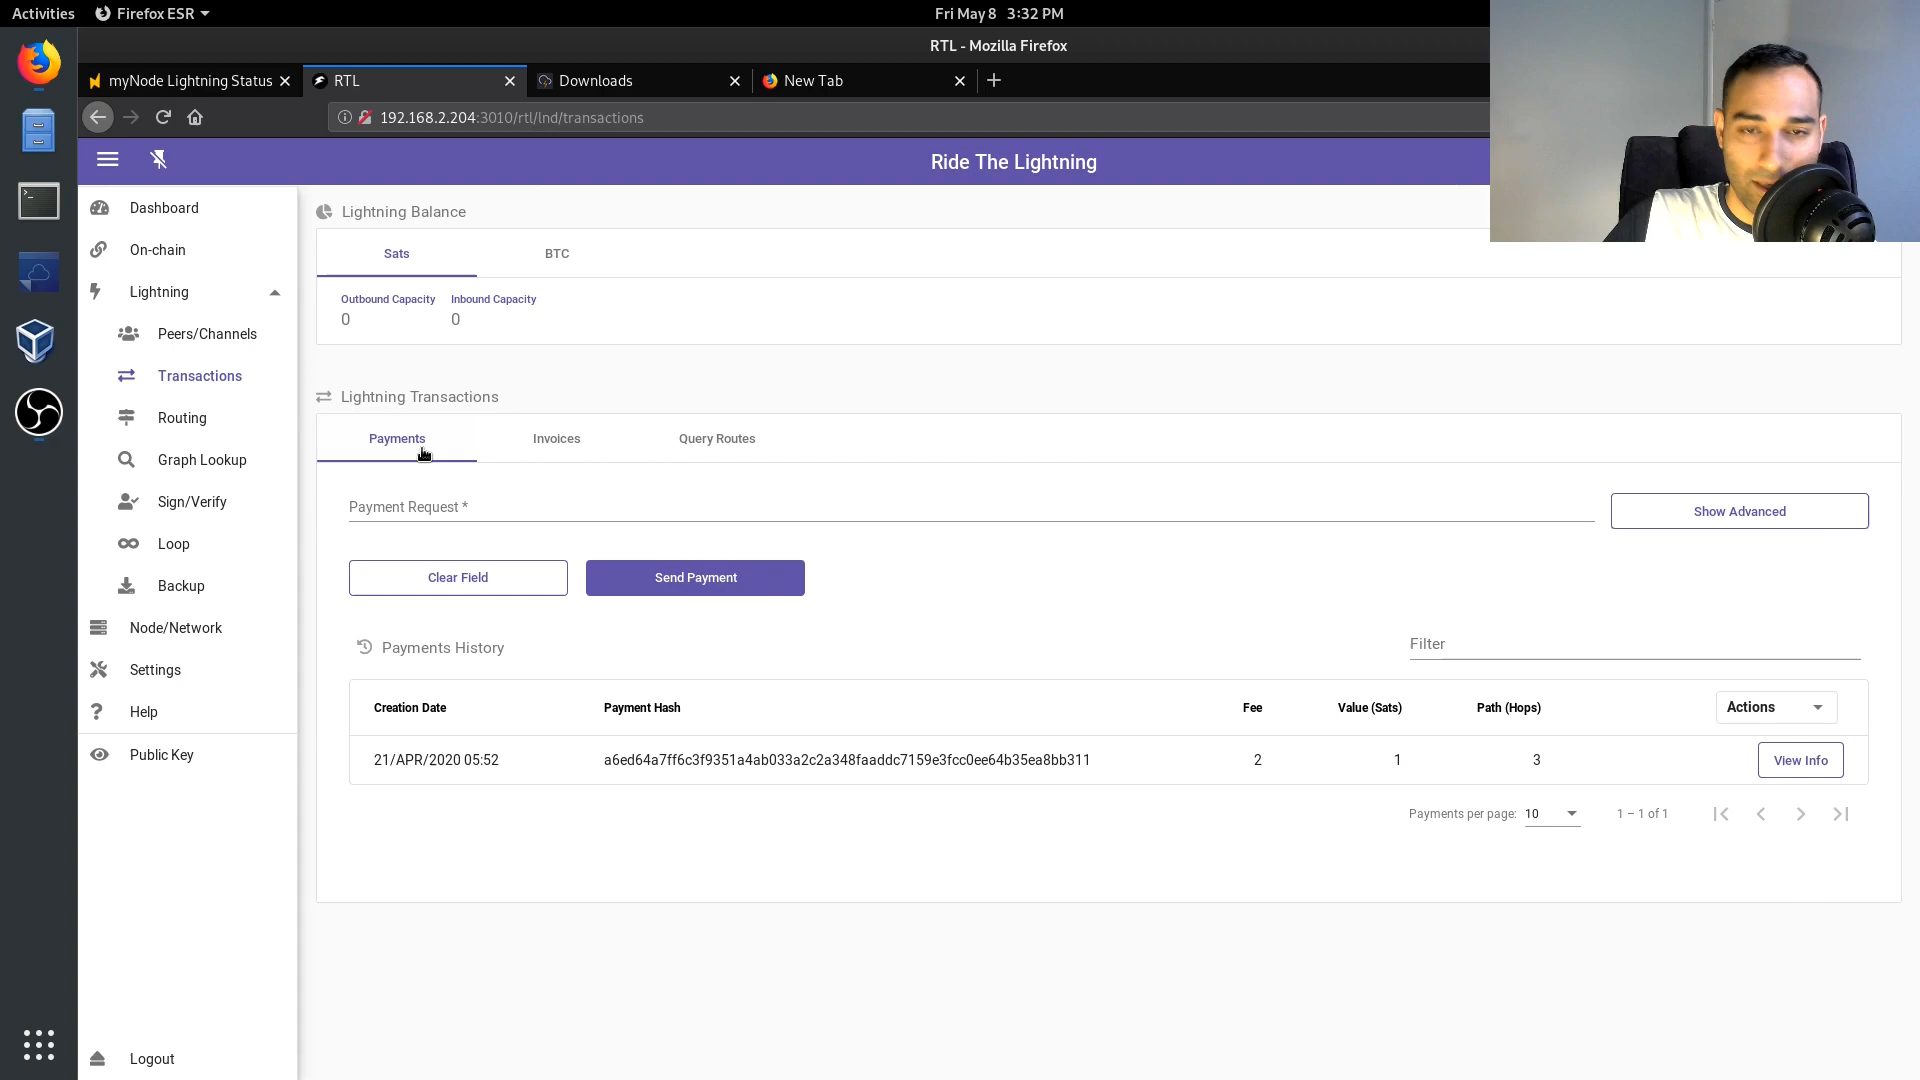 Activities Firefox ESR Fri May 8 3:32 PM
RTL - Mozilla Firefox
myNode Lightning Status RTL Downloads New Tab
192.168.2.204:3010/rtl/lnd/transactions
Ride The Lightning
Dashboard
On-chain
Lightning
Peers/Channels
Transactions
Routing
Graph Lookup
Sign/Verify
Loop
Backup
Node/Network
Settings
Help
Public Key
Logout
Lightning Balance
Sats BTC
Outbound Capacity Inbound Capacity
0 0
Lightning Transactions
Payments Invoices Query Routes
Payment Request *
Show Advanced
Clear Field Send Payment
Payments History Filter
Creation Date Payment Hash Fee Value (Sats) Path (Hops) Actions
21/APR/2020 05:52 a6ed64a7ff6c3f9351a4ab033a2c2a348faaddc7159e3fcc0ee64b35ea8bb311 2 1 3 View Info
Payments per page: 10 1 – 1 of 1